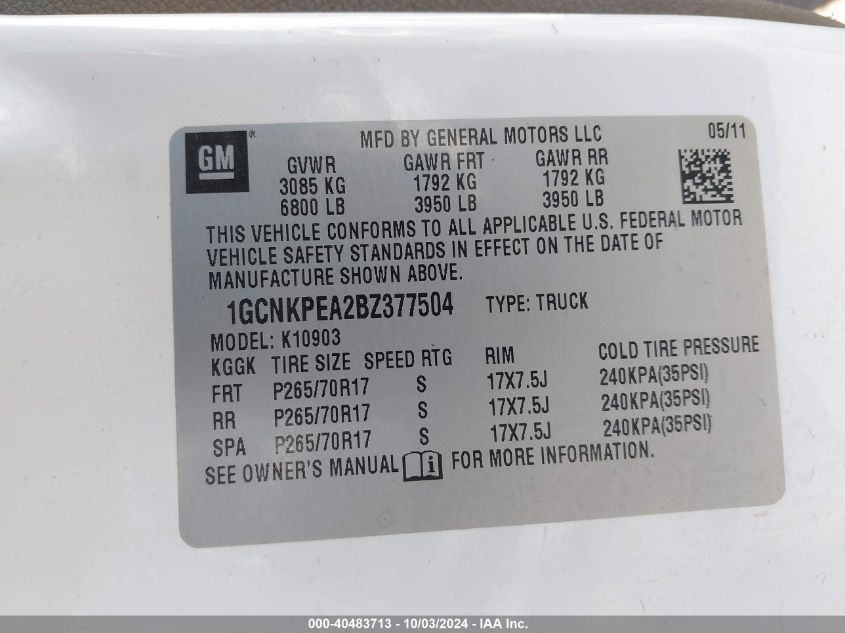 GM ®
MFD BY GENERAL MOTORS LLC 05/11
GVWR GAWR FRT GAWR RR
3085 KG 1792 KG 1792 KG
6800 LB 3950 LB 3950 LB
THIS VEHICLE CONFORMS TO ALL APPLICABLE U.S. FEDERAL MOTOR
VEHICLE SAFETY STANDARDS IN EFFECT ON THE DATE OF
MANUFACTURE SHOWN ABOVE.
1GCNKPEA2BZ377504 TYPE: TRUCK
MODEL: K10903
KGGK TIRE SIZE SPEED RTG RIM COLD TIRE PRESSURE
FRT P265/70R17 S 17X7.5J 240KPA(35PSI)
RR P265/70R17 S 17X7.5J 240KPA(35PSI)
SPA P265/70R17 S 17X7.5J 240KPA(35PSI)
SEE OWNER'S MANUAL i FOR MORE INFORMATION.
000-40483713 - 10/03/2024 - IAA Inc.